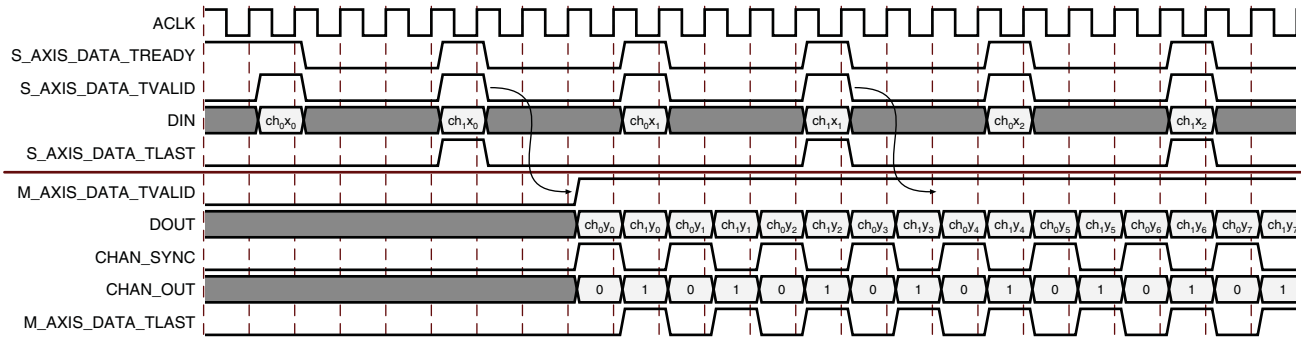 ACLK
S_AXIS_DATA_TREADY
S_AXIS_DATA_TVALID
DIN ch₀x₀ ch₁x₀ ch₀x₁ ch₁x₁ ch₀x₂ ch₁x₂
S_AXIS_DATA_TLAST
M_AXIS_DATA_TVALID
DOUT ch₀y₀ ch₁y₀ ch₀y₁ ch₁y₁ ch₀y₂ ch₁y₂ ch₀y₃ ch₁y₃ ch₀y₄ ch₁y₄ ch₀y₅ ch₁y₅ ch₀y₆ ch₁y₆ ch₀y₇ ch₁y₇
CHAN_SYNC
CHAN_OUT 0 1 0 1 0 1 0 1 0 1 0 1 0 1 0 1
M_AXIS_DATA_TLAST